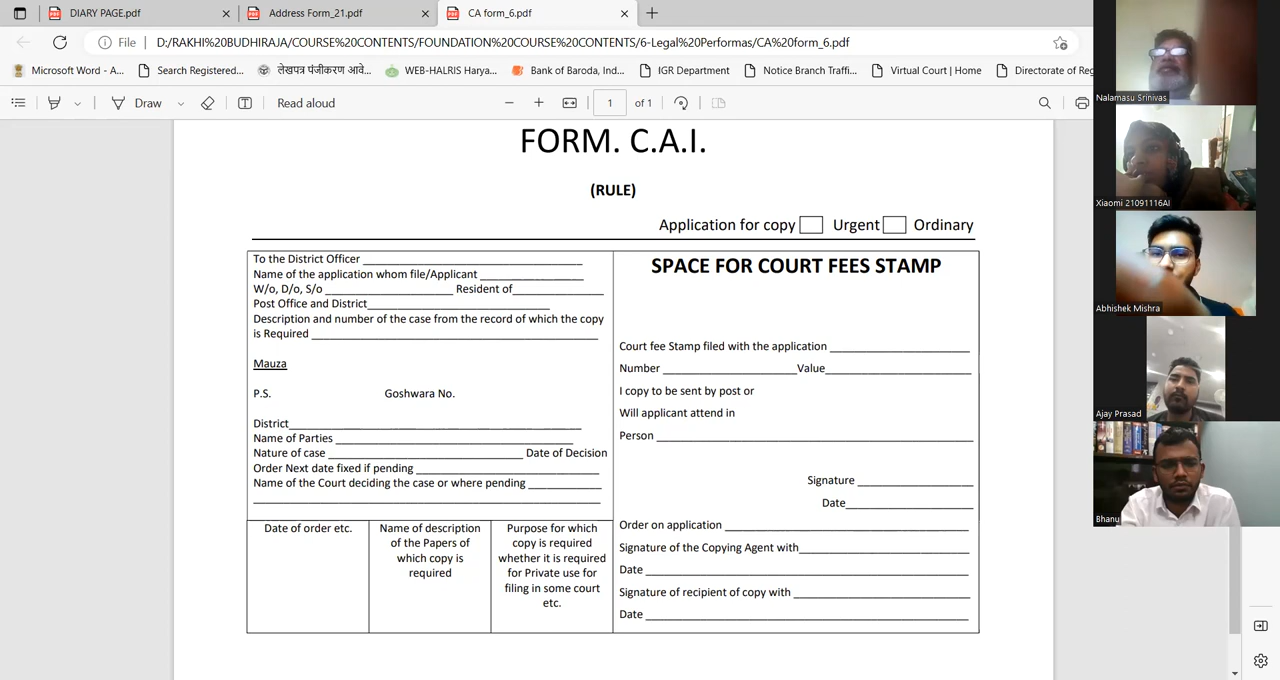 DIARY PAGE.pdf
Address Form_21.pdf
CA form_6.pdf
File
D:/RAKHI%20BUDHIRAJA/COURSE%20CONTENTS/FOUNDATION%20COURSE%20CONTENTS/6-Legal%20Performas/CA%20form_6.pdf
Microsoft Word - A...
Search Registered...
लेखपत्र पंजीकरण आवे...
WEB-HALRIS Harya...
Bank of Baroda, Ind...
IGR Department
Notice Branch Traffi...
Virtual Court | Home
Directorate of Reg
Draw
Read aloud
1
of 1
FORM. C.A.I.
(RULE)
Application for copy Urgent Ordinary
To the District Officer
Name of the application whom file/Applicant
W/o, D/o, S/o Resident of
Post Office and District
Description and number of the case from the record of which the copy
is Required
Mauza
P.S. Goshwara No.
District
Name of Parties
Nature of case Date of Decision
Order Next date fixed if pending
Name of the Court deciding the case or where pending
Date of order etc.
Name of description
of the Papers of
which copy is
required
Purpose for which
copy is required
whether it is required
for Private use for
filing in some court
etc.
SPACE FOR COURT FEES STAMP
Court fee Stamp filed with the application
Number Value
I copy to be sent by post or
Will applicant attend in
Person
Signature
Date
Order on application
Signature of the Copying Agent with
Date
Signature of recipient of copy with
Date
Nalamasu Srinivas
Xiaomi 21091116AI
Abhishek Mishra
Ajay Prasad
Bhanu